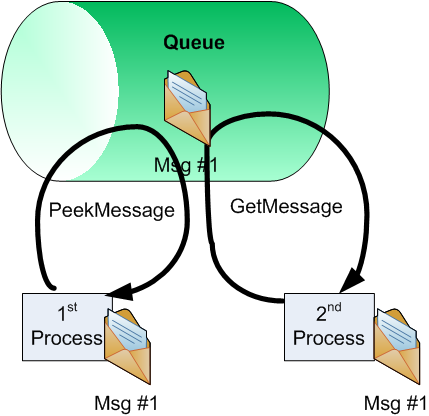 Queue
Msg #1
PeekMessage
GetMessage
1st
Process
2nd
Process
Msg #1
Msg #1